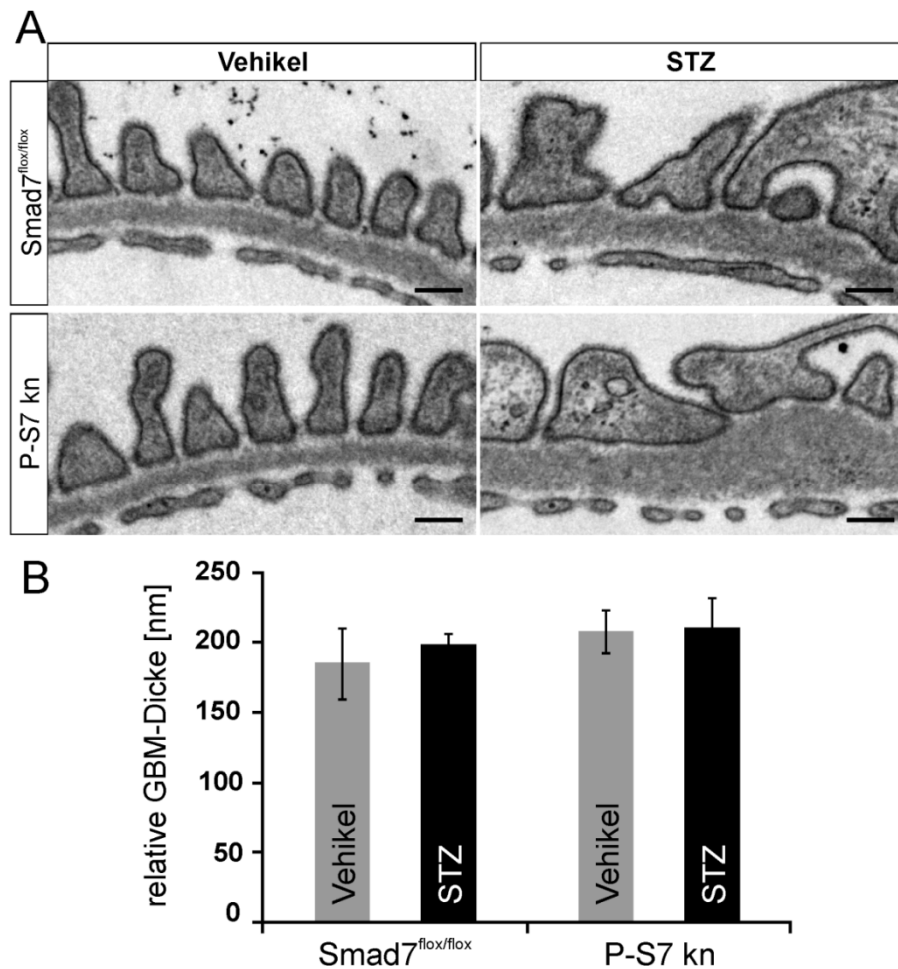 A
Vehikel STZ
Smad7flox/flox
P-S7 kn
B
relative GBM-Dicke [nm]
250
200
150
100
50
0
Vehikel STZ Vehikel STZ
Smad7flox/flox P-S7 kn